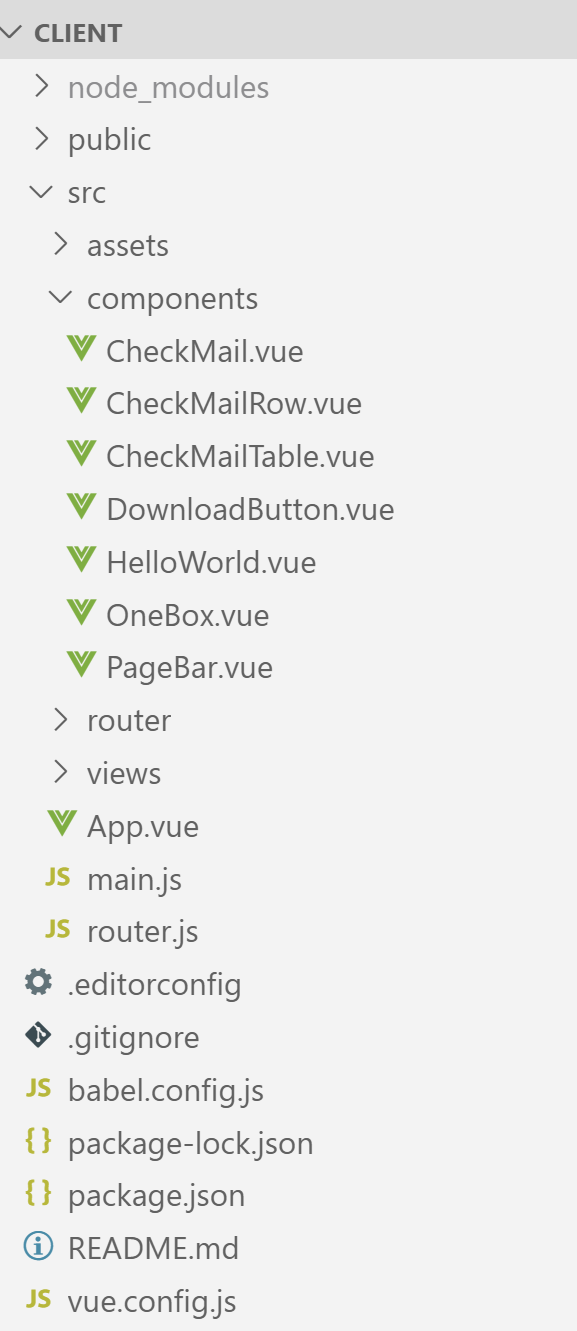 CLIENT
node_modules
public
src
assets
components
CheckMail.vue
CheckMailRow.vue
CheckMailTable.vue
DownloadButton.vue
HelloWorld.vue
OneBox.vue
PageBar.vue
router
views
App.vue
JS main.js
JS router.js
.editorconfig
.gitignore
JS babel.config.js
{ } package-lock.json
{ } package.json
README.md
JS vue.config.js